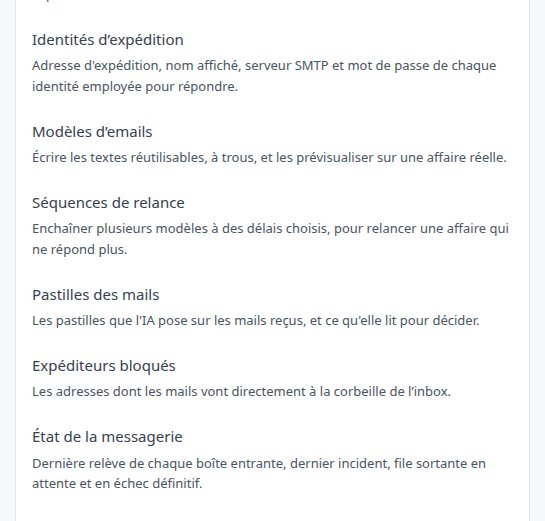 Identités d'expédition
Adresse d'expédition, nom affiché, serveur SMTP et mot de passe de chaque
identité employée pour répondre.
Modèles d'emails
Écrire les textes réutilisables, à trous, et les prévisualiser sur une affaire réelle.
Séquences de relance
Enchaîner plusieurs modèles à des délais choisis, pour relancer une affaire qui
ne répond plus.
Pastilles des mails
Les pastilles que l'IA pose sur les mails reçus, et ce qu'elle lit pour décider.
Expéditeurs bloqués
Les adresses dont les mails vont directement à la corbeille de l'inbox.
État de la messagerie
Dernière relève de chaque boîte entrante, dernier incident, file sortante en
attente et en échec définitif.